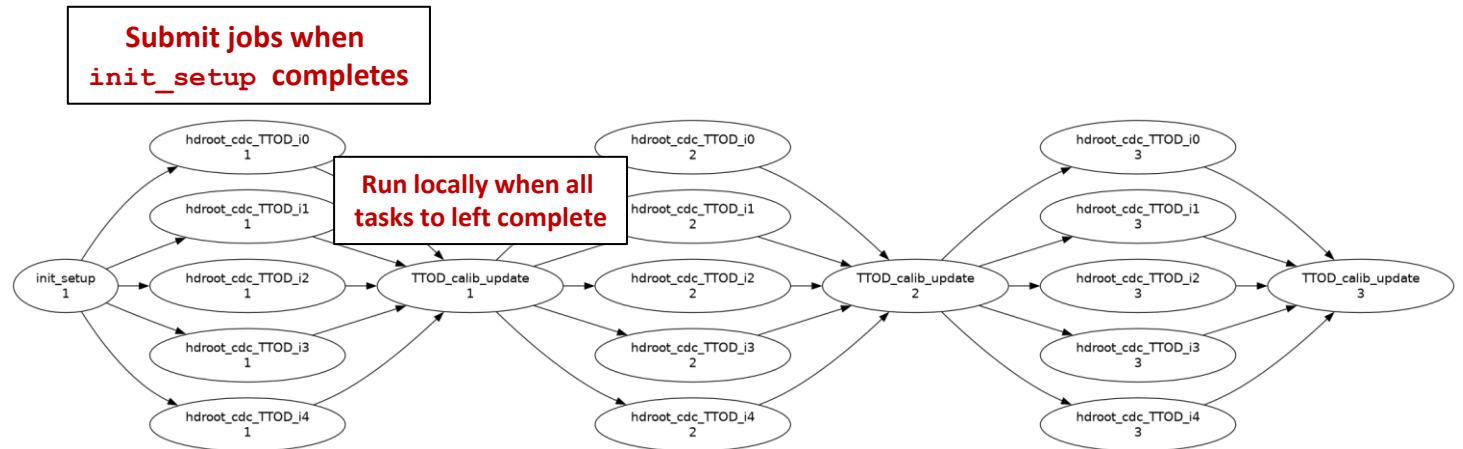 Submit jobs when
init_setup completes
hdroot_cdc_TTOD_i0
1
hdroot_cdc_TTOD_i0
2
hdroot_cdc_TTOD_i0
3
Run locally when all
tasks to left complete
hdroot_cdc_TTOD_i1
1
hdroot_cdc_TTOD_i1
2
hdroot_cdc_TTOD_i1
3
init_setup
1
hdroot_cdc_TTOD_i2
1
TTOD_calib_update
1
hdroot_cdc_TTOD_i2
2
TTOD_calib_update
2
hdroot_cdc_TTOD_i2
3
TTOD_calib_update
3
hdroot_cdc_TTOD_i3
1
hdroot_cdc_TTOD_i3
2
hdroot_cdc_TTOD_i3
3
hdroot_cdc_TTOD_i4
1
hdroot_cdc_TTOD_i4
2
hdroot_cdc_TTOD_i4
3